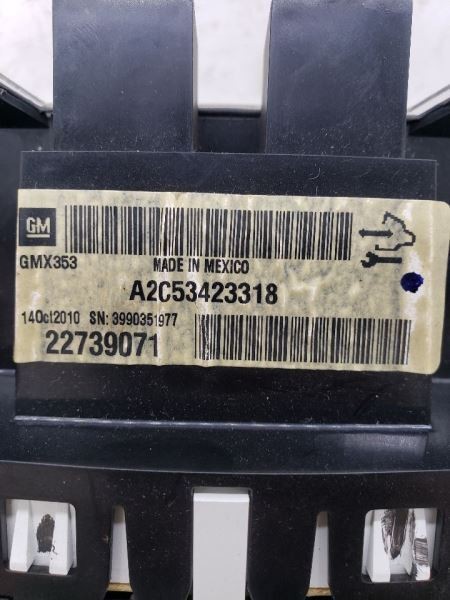 GM
GMX353 MADE IN MEXICO
A2C53423318
14Oct2010 SN: 3990351977
22739071